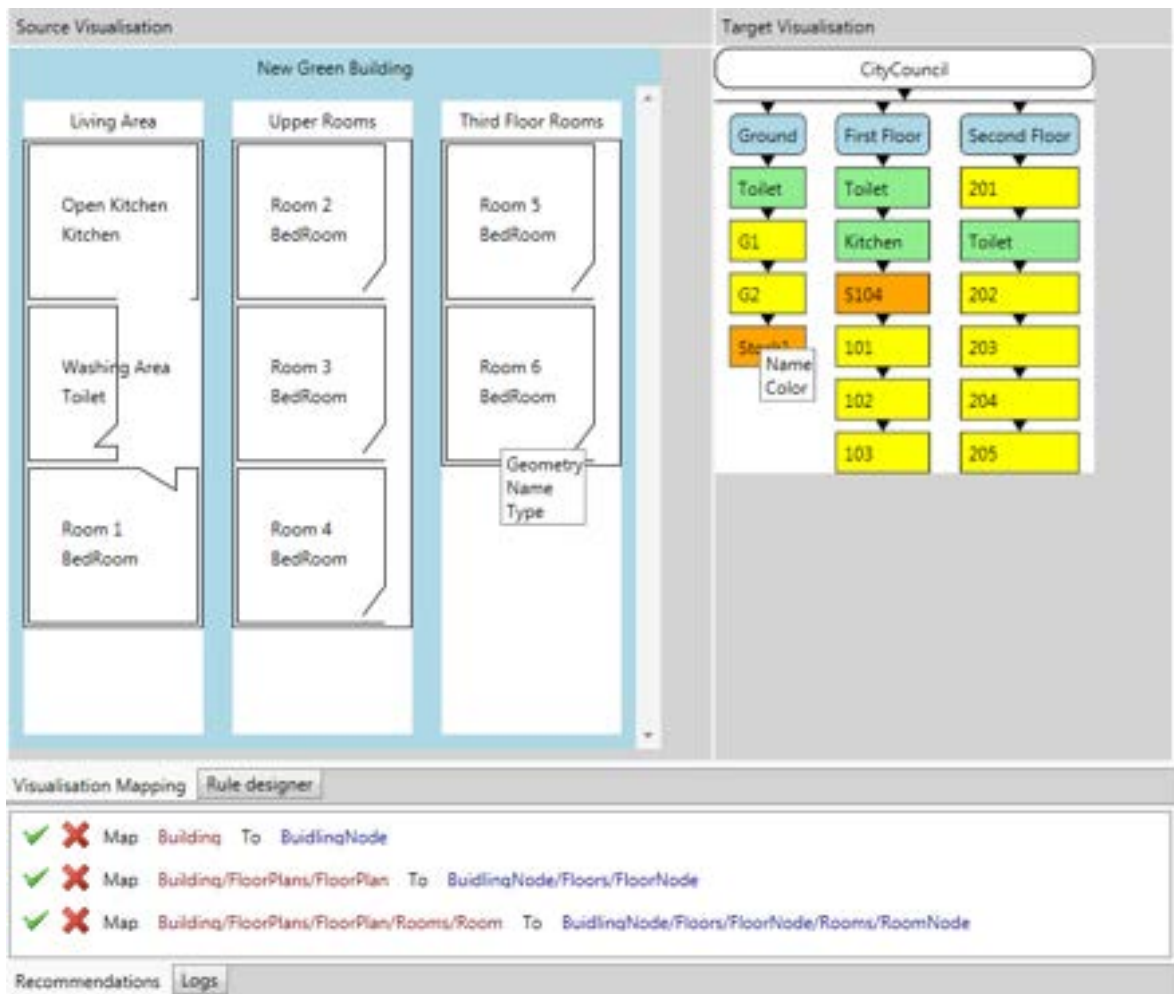 Source Visualisation
New Green Building
Living Area
Open Kitchen
Kitchen
Washing Area
Toilet
Room 1
BedRoom
Upper Rooms
Room 2
BedRoom
Room 3
BedRoom
Room 4
BedRoom
Third Floor Rooms
Room 5
BedRoom
Room 6
BedRoom
Geometry
Name
Type
Target Visualisation
CityCouncil
Ground
Toilet
G1
G2
Name
Color
First Floor
Toilet
Kitchen
S104
101
102
103
Second Floor
201
Toilet
202
203
204
205
Visualisation Mapping Rule designer
Map Building To BuidlingNode
Map Building/FloorPlans/FloorPlan To BuidlingNode/Floors/FloorNode
Map Building/FloorPlans/FloorPlan/Rooms/Room To BuidlingNode/Floors/FloorNode/Rooms/RoomNode
Recommendations Logs